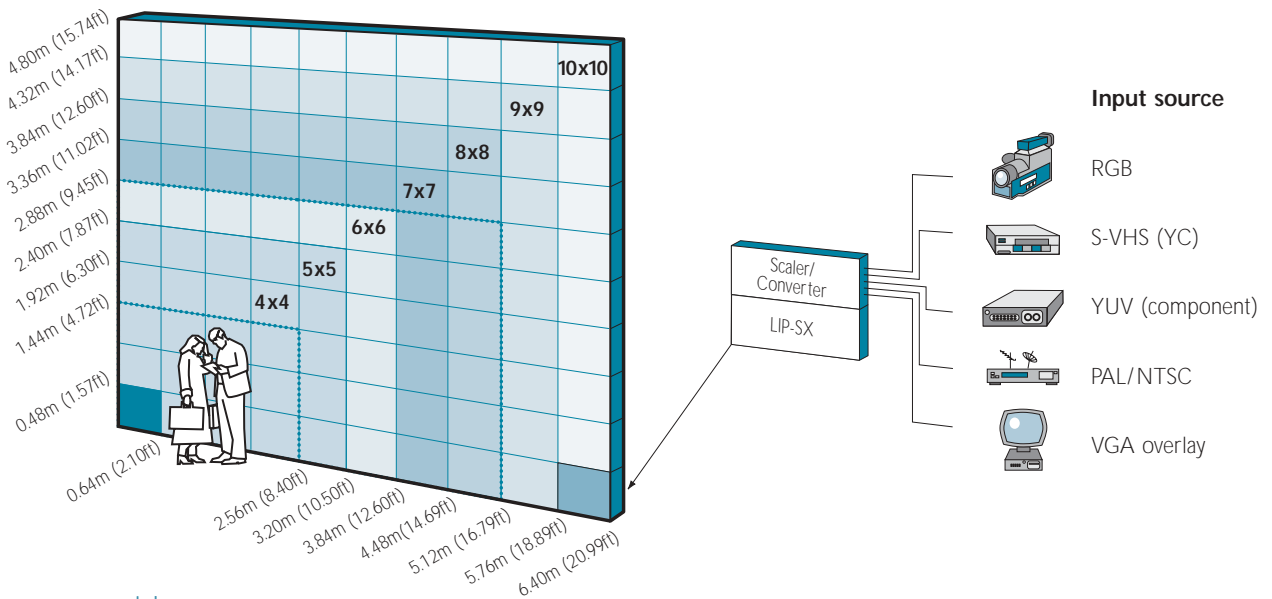 4.80m (15.74ft)
4.32m (14.17ft)
3.84m (12.60ft)
3.36m (11.02ft)
2.88m (9.45ft)
2.40m (7.87ft)
1.92m (6.30ft)
1.44m (4.72ft)
0.48m (1.57ft)
10x10
9x9
8x8
7x7
6x6
5x5
4x4
0.64m (2.10ft)
2.56m (8.40ft)
3.20m (10.50ft)
3.84m (12.60ft)
4.48m(14.69ft)
5.12m (16.79ft)
5.76m (18.89ft)
6.40m (20.99ft)
Scaler/
Converter
LIP-SX
Input source
RGB
S-VHS (YC)
YUV (component)
PAL/NTSC
VGA overlay